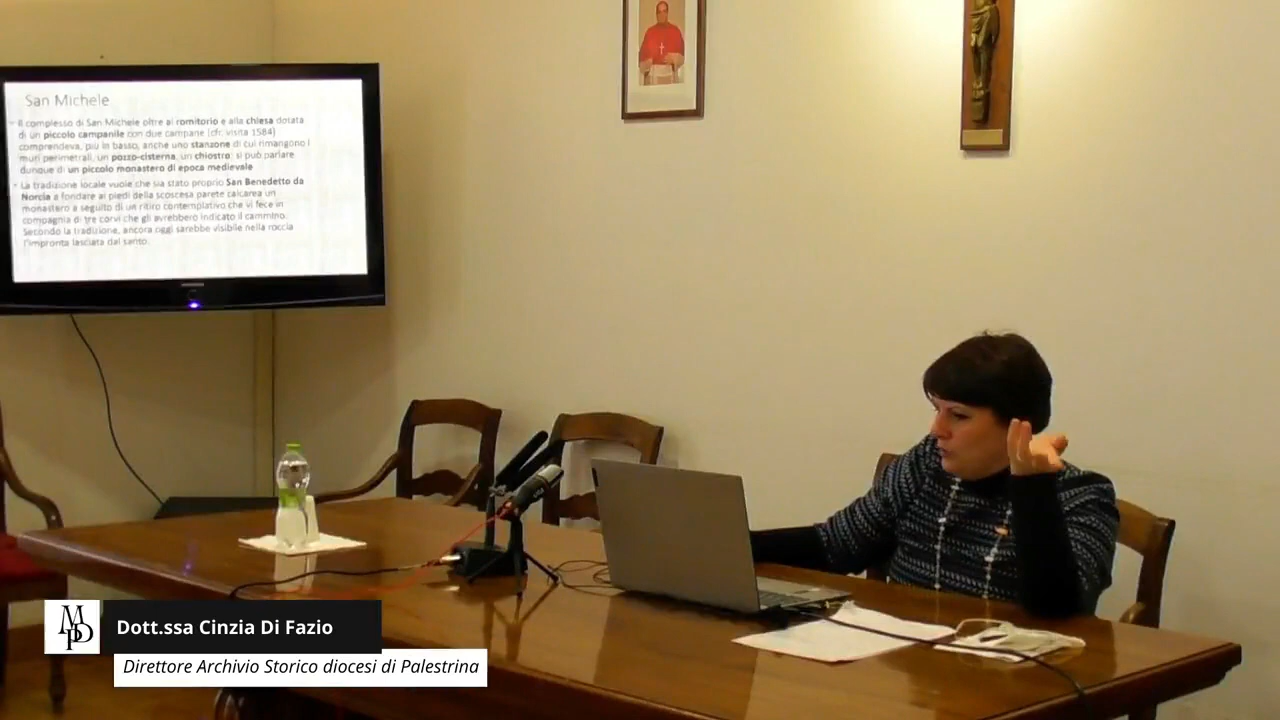 San Michele
Il complesso di San Michele oltre al romitorio e alla chiesa dotata
di un piccolo campanile con due campane (cfr. visita 1584)
comprendeva, più in basso, anche uno stanzone di cui rimangono i
muri perimetrali, un pozzo-cisterna, un chiostro: si può parlare
dunque di un piccolo monastero di epoca medievale
La tradizione locale vuole che sia stato proprio San Benedetto da
Norcia a fondare ai piedi della scoscesa parete calcarea un
monastero a seguito di un ritiro contemplativo che vi fece in
compagnia di tre corvi che gli avrebbero indicato il cammino.
Secondo la tradizione, ancora oggi sarebbe visibile nella roccia
l'impronta lasciata dal santo.
MPD
Dott.ssa Cinzia Di Fazio
Direttore Archivio Storico diocesi di Palestrina